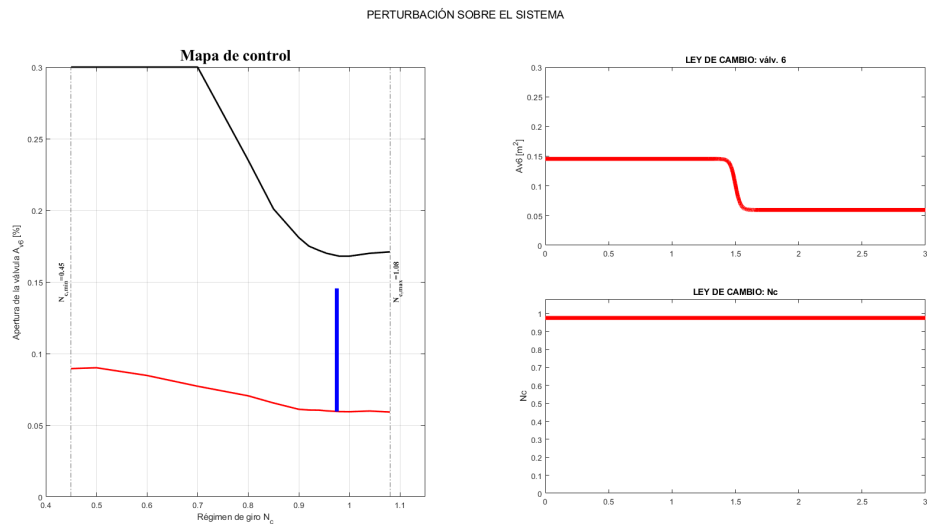 PERTURBACIÓN SOBRE EL SISTEMA
Mapa de control
0.3
0.25
0.2
0.15
0.1
0.05
0
Apertura de la válvula A_v6 [%]
N_c,min=0.45
N_c,max=1.08
0.4 0.5 0.6 0.7 0.8 0.9 1 1.1
Régimen de giro N_c
LEY DE CAMBIO: válv. 6
0.3
0.25
0.2
0.15
0.1
0.05
0
Av6 [m²]
0 0.5 1 1.5 2 2.5 3
LEY DE CAMBIO: Nc
1
0.9
0.8
0.7
0.6
0.5
0.4
0.3
0.2
0.1
0
Nc
0 0.5 1 1.5 2 2.5 3